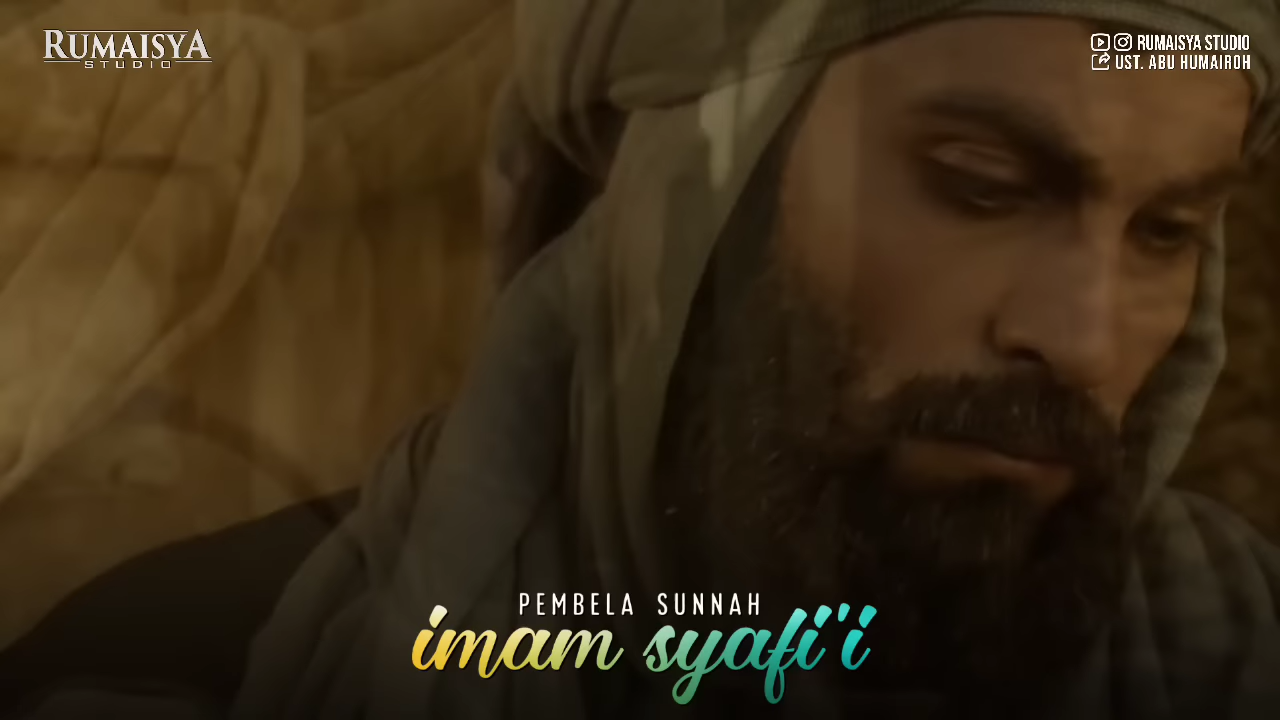 RUMAISYA
STUDIO
RUMAISYA STUDIO
UST. ABU HUMAIROH
PEMBELA SUNNAH
imam syafi'i